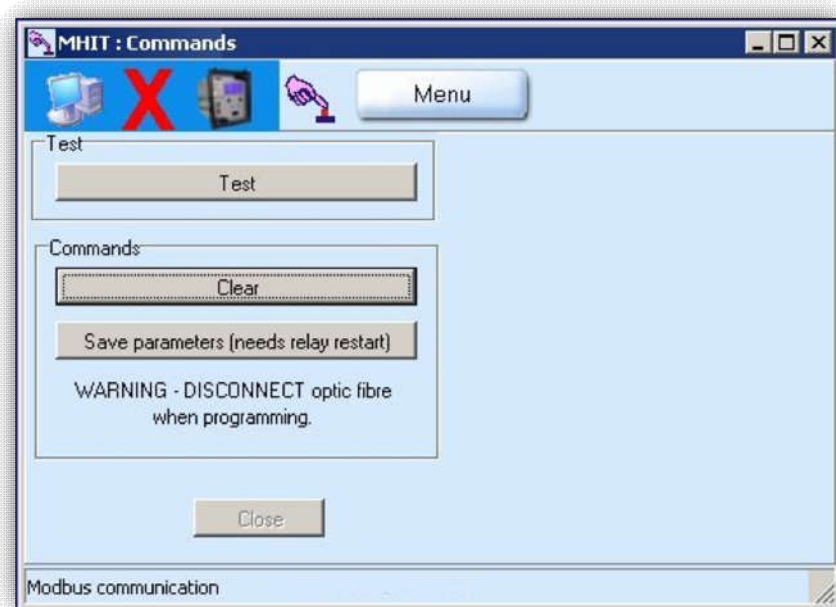 MHIT : Commands
Menu
Test
Test
Commands
Clear
Save parameters (needs relay restart)
WARNING - DISCONNECT optic fibre
when programming.
Close
Modbus communication